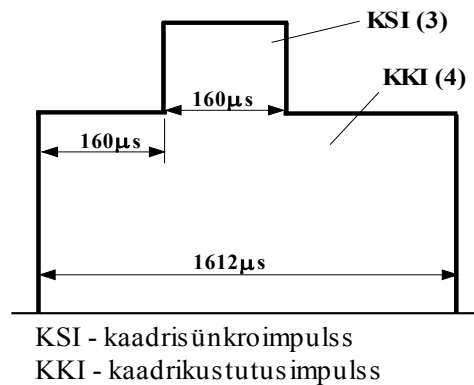 KSI (3)
KKI (4)
160µs
160µs
1612µs
KSI - kaadrisünkroimpulss
KKI - kaadrikustutusimpulss